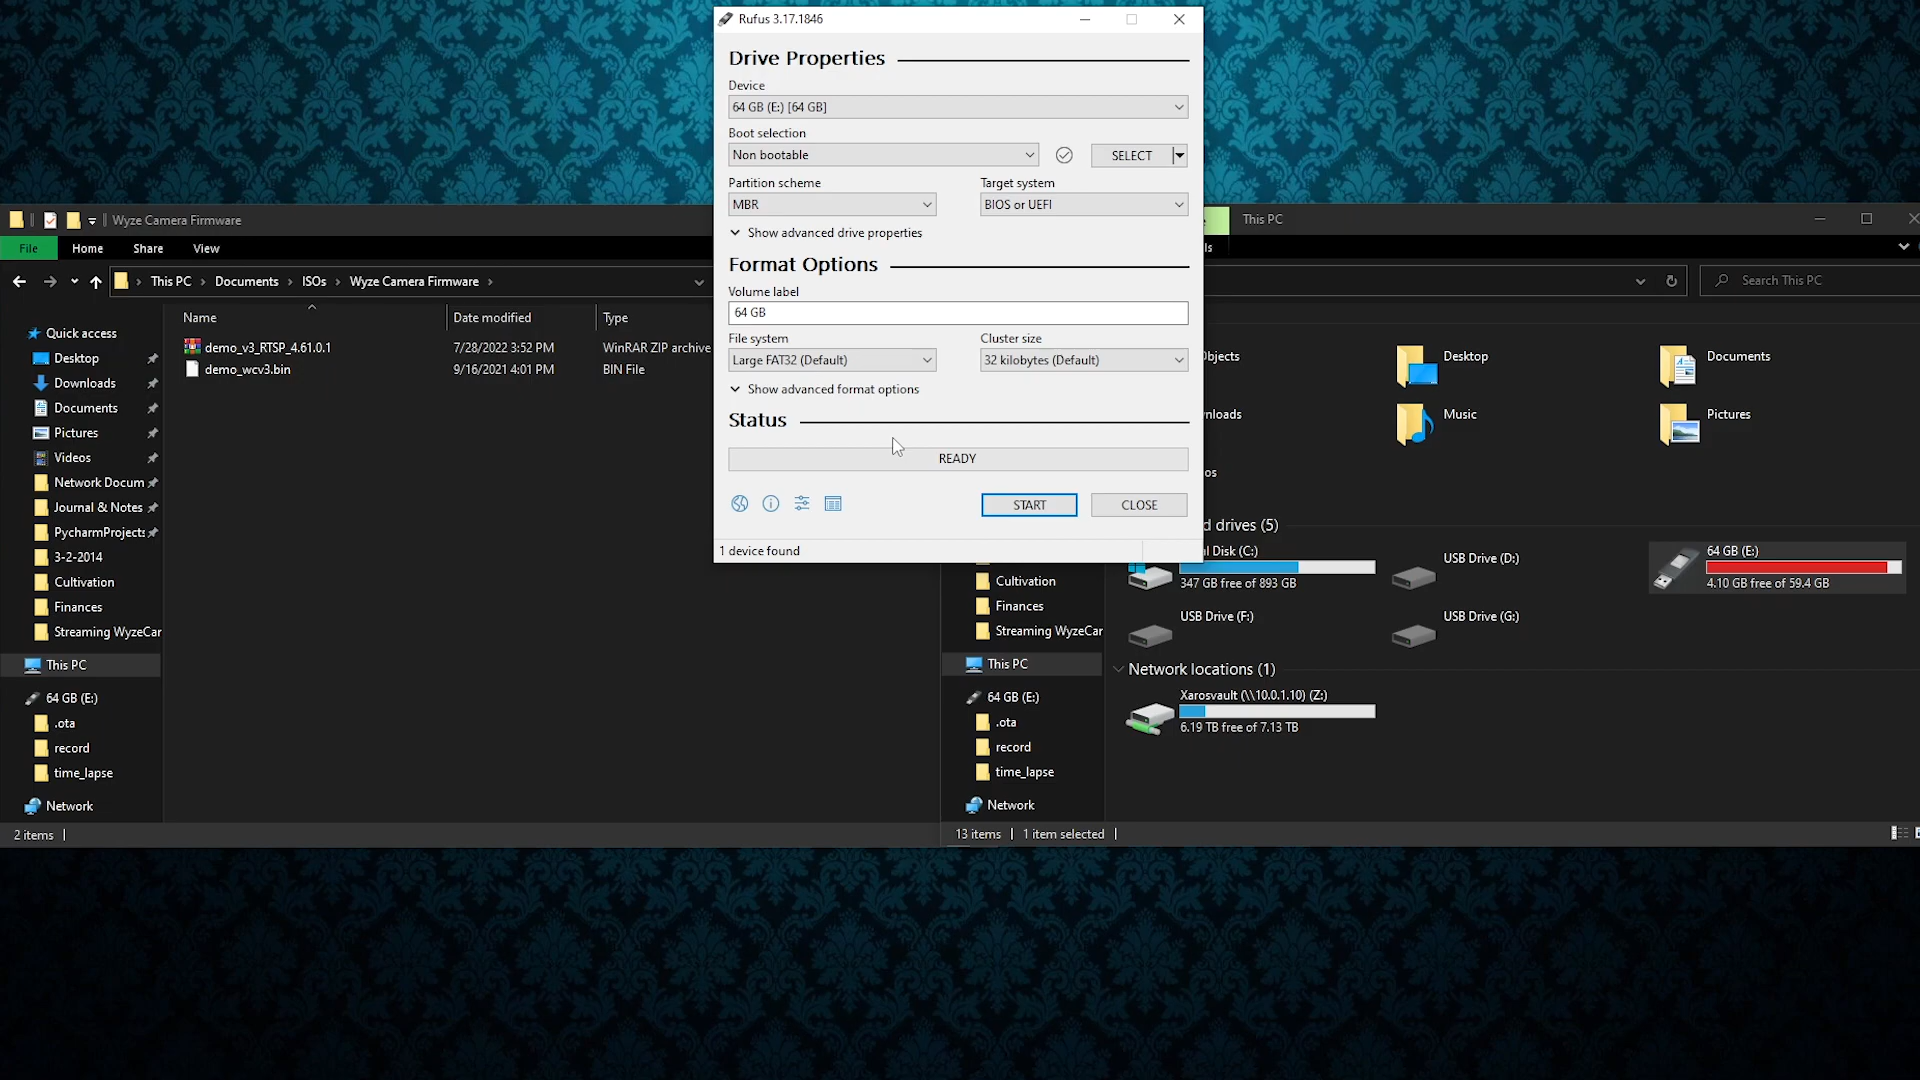 Rufus 3.17.1846
Drive Properties
Device
64 GB (E:) [64 GB]
Boot selection
Non bootable
SELECT
Partition scheme
Target system
MBR
BIOS or UEFI
Show advanced drive properties
Format Options
Volume label
64 GB
File system
Cluster size
Large FAT32 (Default)
32 kilobytes (Default)
Show advanced format options
Status
READY
START
CLOSE
1 device found
Wyze Camera Firmware
File
Home
Share
View
This PC
Documents
ISOs
Wyze Camera Firmware
Name
Date modified
Type
demo_v3_RTSP_4.61.0.1
7/28/2022 3:52 PM
WinRAR ZIP archive
demo_wcv3.bin
9/16/2021 4:01 PM
BIN File
Quick access
Desktop
Downloads
Documents
Pictures
Videos
Network Docum
Journal & Notes
PycharmProjects
3-2-2014
Cultivation
Finances
Streaming WyzeCar
This PC
64 GB (E:)
.ota
record
time_lapse
Network
2 items
This PC
ls
Search This PC
bjects
Desktop
Documents
nloads
Music
Pictures
os
d drives (5)
l Disk (C:)
347 GB free of 893 GB
USB Drive (D:)
64 GB (E:)
4.10 GB free of 59.4 GB
USB Drive (F:)
USB Drive (G:)
Network locations (1)
Xarosvault (\\10.0.1.10) (Z:)
6.19 TB free of 7.13 TB
Cultivation
Finances
Streaming WyzeCar
This PC
64 GB (E:)
.ota
record
time_lapse
Network
13 items
1 item selected